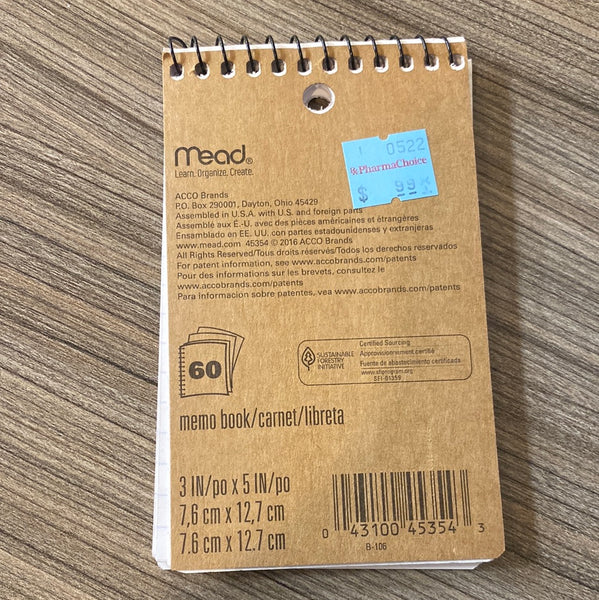 Mead®
Learn. Organize. Create.
1 0522
PharmaChoice
$ .99
ACCO Brands
P.O. Box 290001, Dayton, Ohio 45429
Assembled in U.S.A. with U.S. and foreign parts
Assemblé aux É.-U. avec des pièces américaines et étrangères
Ensamblado en EE. UU. con partes estadounidenses y extranjeras
www.mead.com 45354 © 2016 ACCO Brands
All Rights Reserved/Tous droits réservés/Todos los derechos reservados
For patent information, see www.accobrands.com/patents
Pour des informations sur les brevets, consultez le
www.accobrands.com/patents
Para información sobre patentes, vea www.accobrands.com/patents
60
SUSTAINABLE
FORESTRY
INITIATIVE
Certified Sourcing
Approvisionnement certifié
Fuente de abastecimiento certificada
www.sfiprogram.org
SFI-01359
memo book/carnet/libreta
3 IN/po x 5 IN/po
7,6 cm x 12,7 cm
7.6 cm x 12.7 cm
0 43100 45354 3
B-106